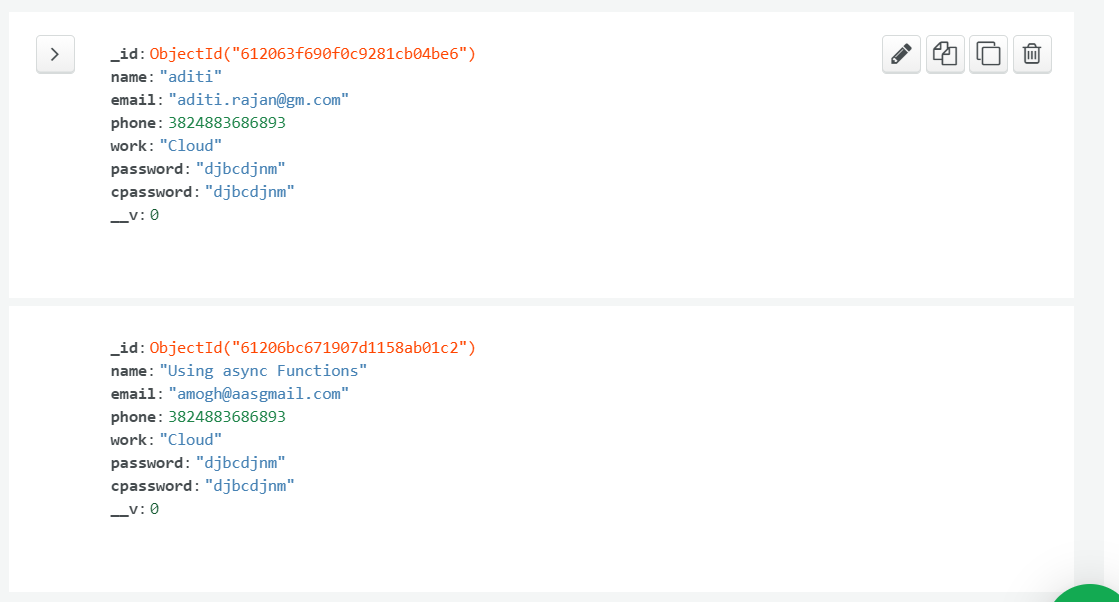 _id: ObjectId("612063f690f0c9281cb04be6")
name: "aditi"
email: "aditi.rajan@gm.com"
phone: 3824883686893
work: "Cloud"
password: "djbcdjnm"
cpassword: "djbcdjnm"
__v: 0
_id: ObjectId("61206bc671907d1158ab01c2")
name: "Using async Functions"
email: "amogh@aasgmail.com"
phone: 3824883686893
work: "Cloud"
password: "djbcdjnm"
cpassword: "djbcdjnm"
__v: 0